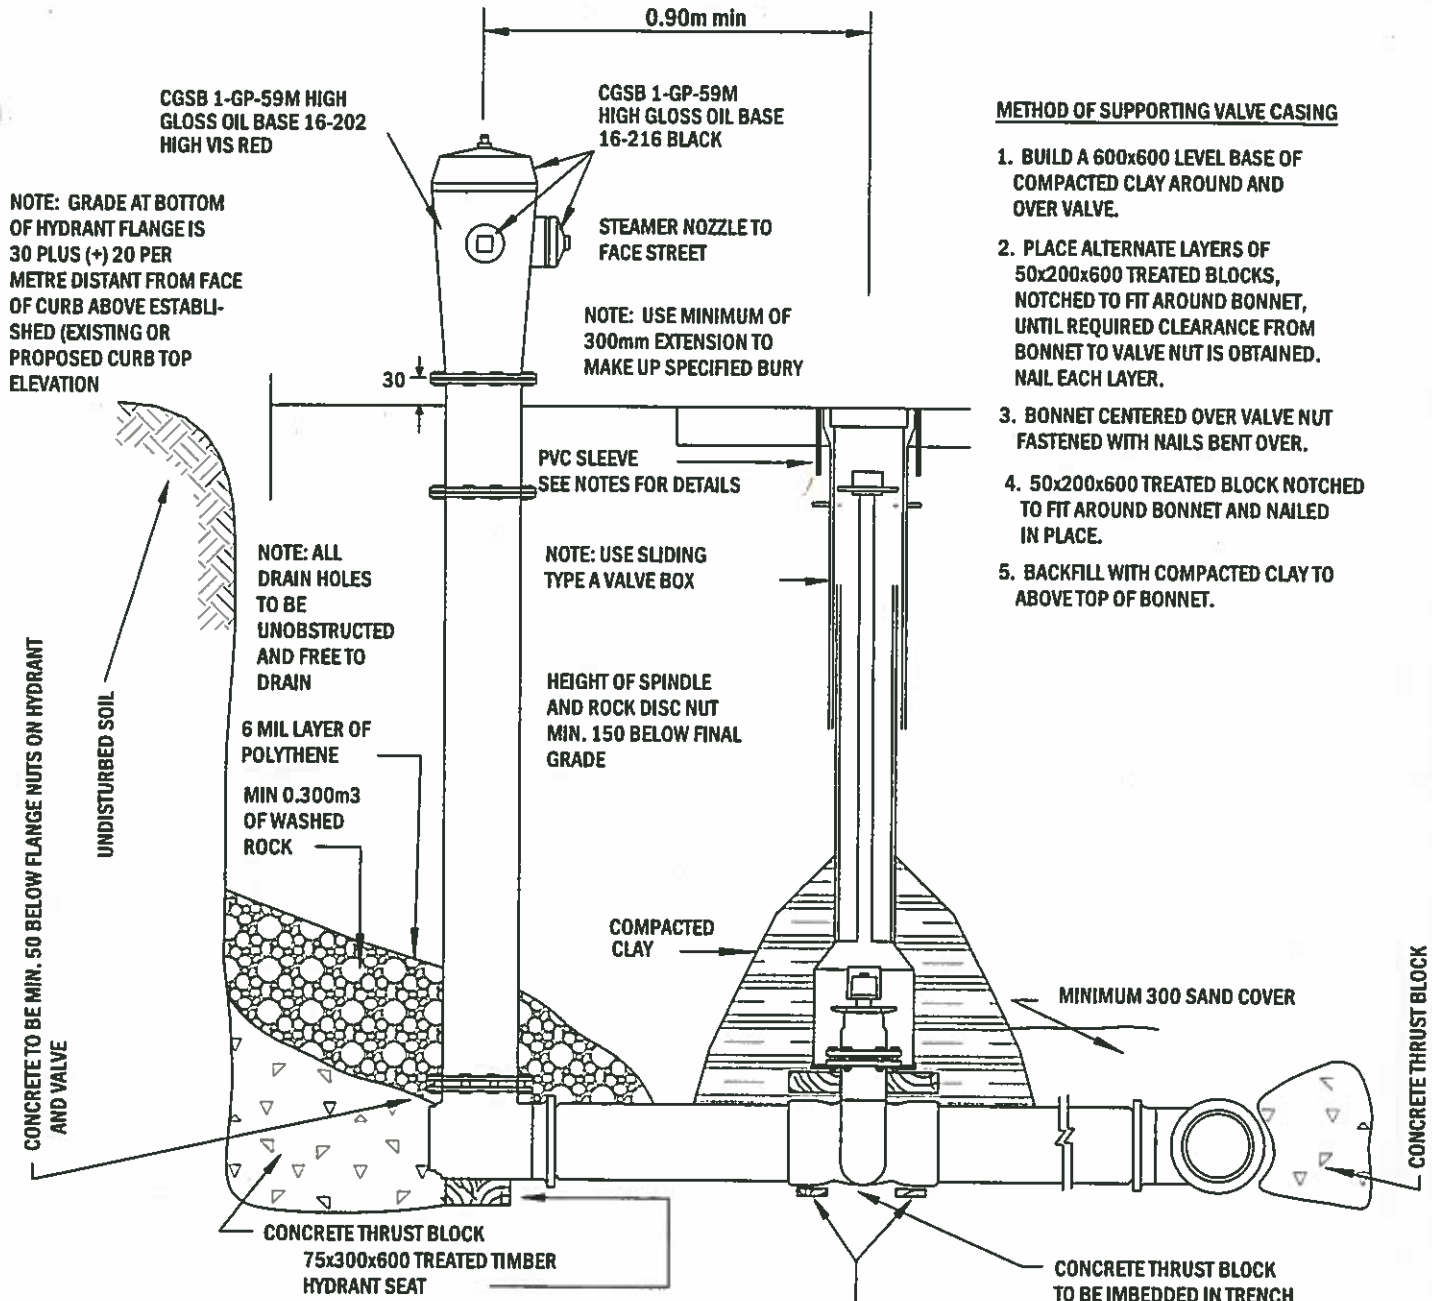 0.90m min
CGSB 1-GP-59M HIGH
GLOSS OIL BASE 16-202
HIGH VIS RED
CGSB 1-GP-59M
HIGH GLOSS OIL BASE
16-216 BLACK
METHOD OF SUPPORTING VALVE CASING
1. BUILD A 600x600 LEVEL BASE OF
COMPACTED CLAY AROUND AND
OVER VALVE.
2. PLACE ALTERNATE LAYERS OF
50x200x600 TREATED BLOCKS,
NOTCHED TO FIT AROUND BONNET,
UNTIL REQUIRED CLEARANCE FROM
BONNET TO VALVE NUT IS OBTAINED.
NAIL EACH LAYER.
3. BONNET CENTERED OVER VALVE NUT
FASTENED WITH NAILS BENT OVER.
4. 50x200x600 TREATED BLOCK NOTCHED
TO FIT AROUND BONNET AND NAILED
IN PLACE.
5. BACKFILL WITH COMPACTED CLAY TO
ABOVE TOP OF BONNET.
NOTE: GRADE AT BOTTOM
OF HYDRANT FLANGE IS
30 PLUS (+) 20 PER
METRE DISTANT FROM FACE
OF CURB ABOVE ESTABLI-
SHED (EXISTING OR
PROPOSED CURB TOP
ELEVATION
STEAMER NOZZLE TO
FACE STREET
NOTE: USE MINIMUM OF
300mm EXTENSION TO
MAKE UP SPECIFIED BURY
30
PVC SLEEVE
SEE NOTES FOR DETAILS
NOTE: ALL
DRAIN HOLES
TO BE
UNOBSTRUCTED
AND FREE TO
DRAIN
NOTE: USE SLIDING
TYPE A VALVE BOX
HEIGHT OF SPINDLE
AND ROCK DISC NUT
MIN. 150 BELOW FINAL
GRADE
6 MIL LAYER OF
POLYTHENE
MIN 0.300m3
OF WASHED
ROCK
UNDISTURBED SOIL
CONCRETE TO BE MIN. 50 BELOW FLANGE NUTS ON HYDRANT
AND VALVE
COMPACTED
CLAY
MINIMUM 300 SAND COVER
CONCRETE THRUST BLOCK
CONCRETE THRUST BLOCK
75x300x600 TREATED TIMBER
HYDRANT SEAT
CONCRETE THRUST BLOCK
TO BE IMBEDDED IN TRENCH